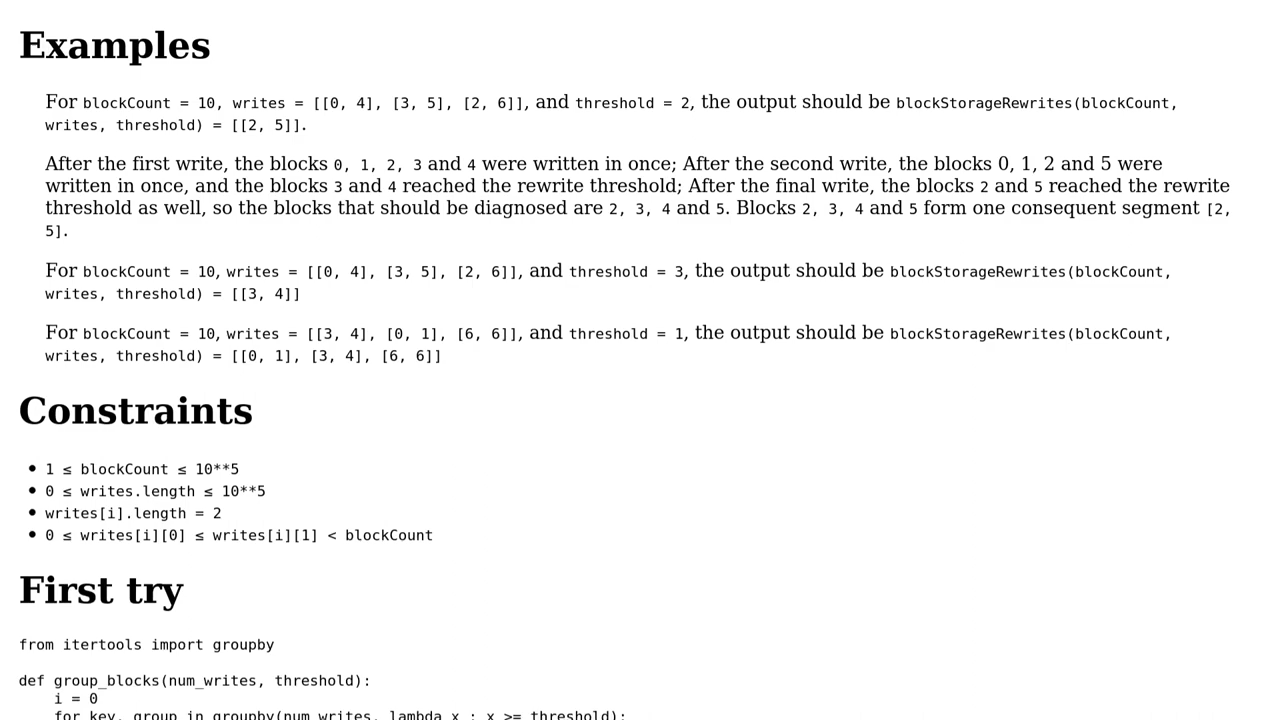 Examples
For blockCount = 10, writes = [[0, 4], [3, 5], [2, 6]], and threshold = 2, the output should be blockStorageRewrites(blockCount,
writes, threshold) = [[2, 5]].
After the first write, the blocks 0, 1, 2, 3 and 4 were written in once; After the second write, the blocks 0, 1, 2 and 5 were
written in once, and the blocks 3 and 4 reached the rewrite threshold; After the final write, the blocks 2 and 5 reached the rewrite
threshold as well, so the blocks that should be diagnosed are 2, 3, 4 and 5. Blocks 2, 3, 4 and 5 form one consequent segment [2,
5].
For blockCount = 10, writes = [[0, 4], [3, 5], [2, 6]], and threshold = 3, the output should be blockStorageRewrites(blockCount,
writes, threshold) = [[3, 4]]
For blockCount = 10, writes = [[3, 4], [0, 1], [6, 6]], and threshold = 1, the output should be blockStorageRewrites(blockCount,
writes, threshold) = [[0, 1], [3, 4], [6, 6]]
Constraints
• 1 ≤ blockCount ≤ 10**5
• 0 ≤ writes.length ≤ 10**5
• writes[i].length = 2
• 0 ≤ writes[i][0] ≤ writes[i][1] < blockCount
First try
from itertools import groupby
def group_blocks(num_writes, threshold):
    i = 0
    for key, group in groupby(num_writes, lambda x : x >= threshold):